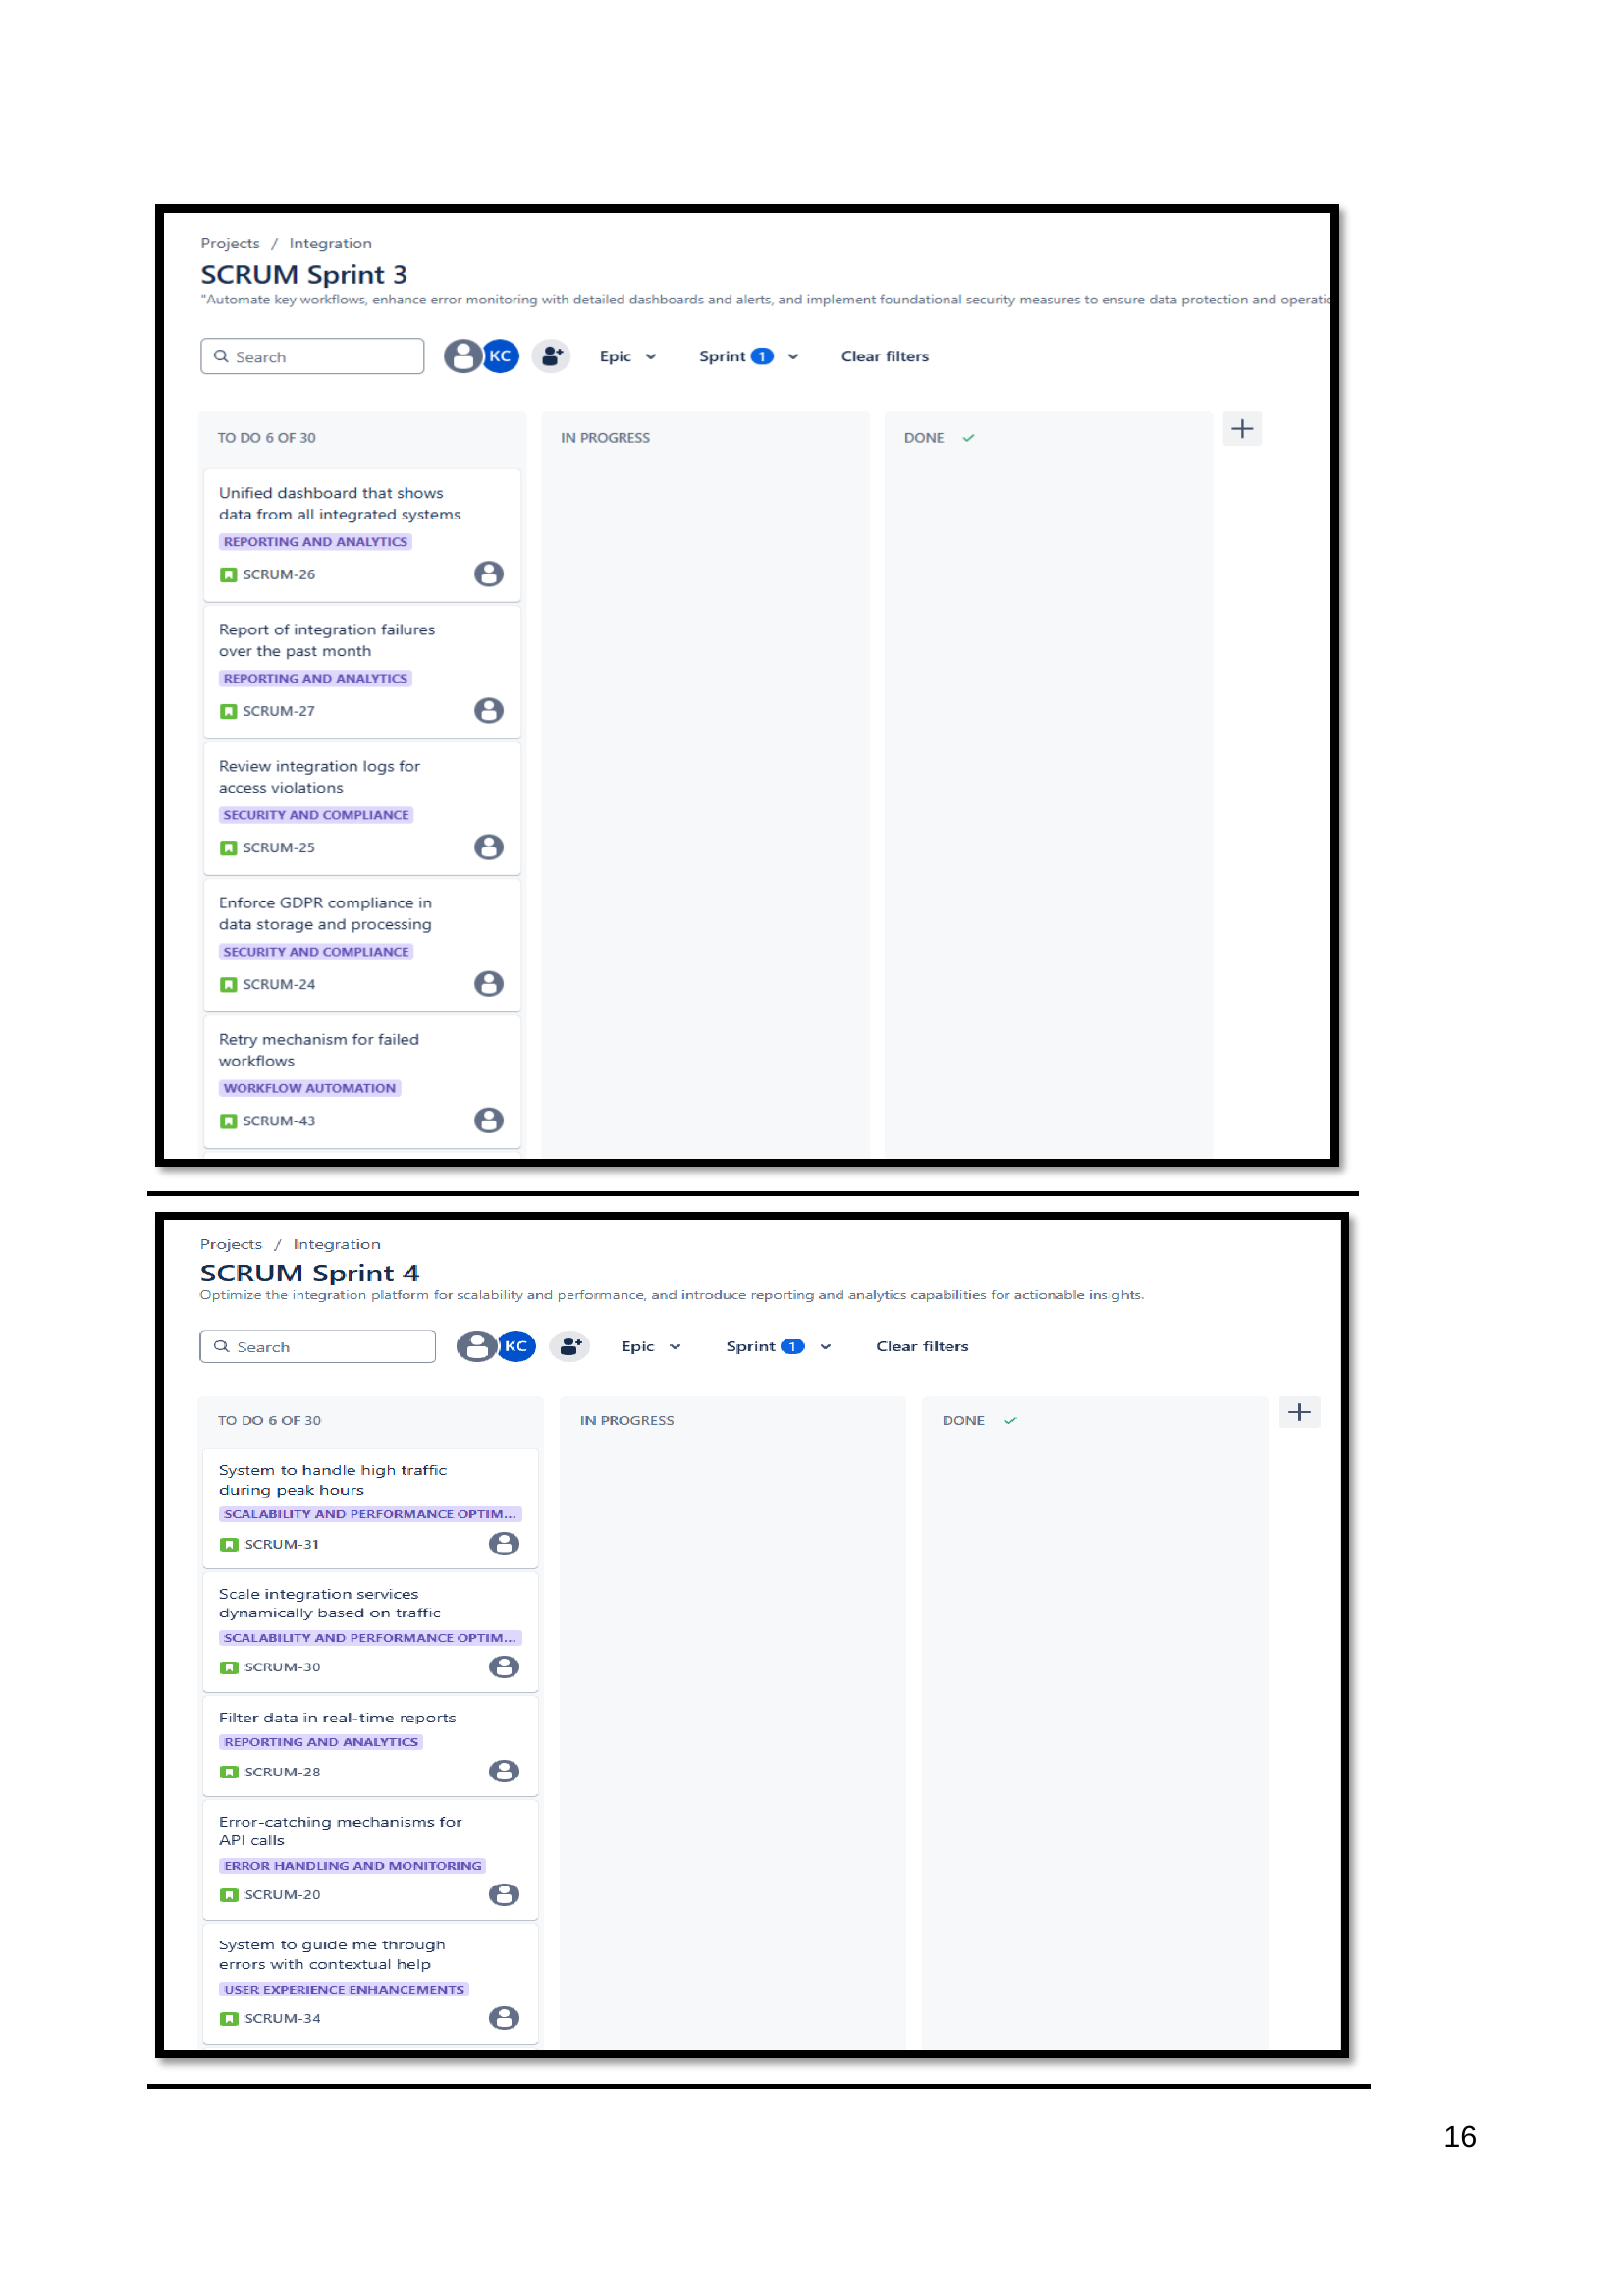 Projects / Integration
SCRUM Sprint 3
"Automate key workflows, enhance error monitoring with detailed dashboards and alerts, and implement foundational security measures to ensure data protection and operatio
Search
KC
Epic
Sprint 1
Clear filters
TO DO 6 OF 30
IN PROGRESS
DONE
Unified dashboard that shows
data from all integrated systems
REPORTING AND ANALYTICS
SCRUM-26
Report of integration failures
over the past month
REPORTING AND ANALYTICS
SCRUM-27
Review integration logs for
access violations
SECURITY AND COMPLIANCE
SCRUM-25
Enforce GDPR compliance in
data storage and processing
SECURITY AND COMPLIANCE
SCRUM-24
Retry mechanism for failed
workflows
WORKFLOW AUTOMATION
SCRUM-43
Projects / Integration
SCRUM Sprint 4
Optimize the integration platform for scalability and performance, and introduce reporting and analytics capabilities for actionable insights.
Search
KC
Epic
Sprint 1
Clear filters
TO DO 6 OF 30
IN PROGRESS
DONE
System to handle high traffic
during peak hours
SCALABILITY AND PERFORMANCE OPTIM...
SCRUM-31
Scale integration services
dynamically based on traffic
SCALABILITY AND PERFORMANCE OPTIM...
SCRUM-30
Filter data in real-time reports
REPORTING AND ANALYTICS
SCRUM-28
Error-catching mechanisms for
API calls
ERROR HANDLING AND MONITORING
SCRUM-20
System to guide me through
errors with contextual help
USER EXPERIENCE ENHANCEMENTS
SCRUM-34
16